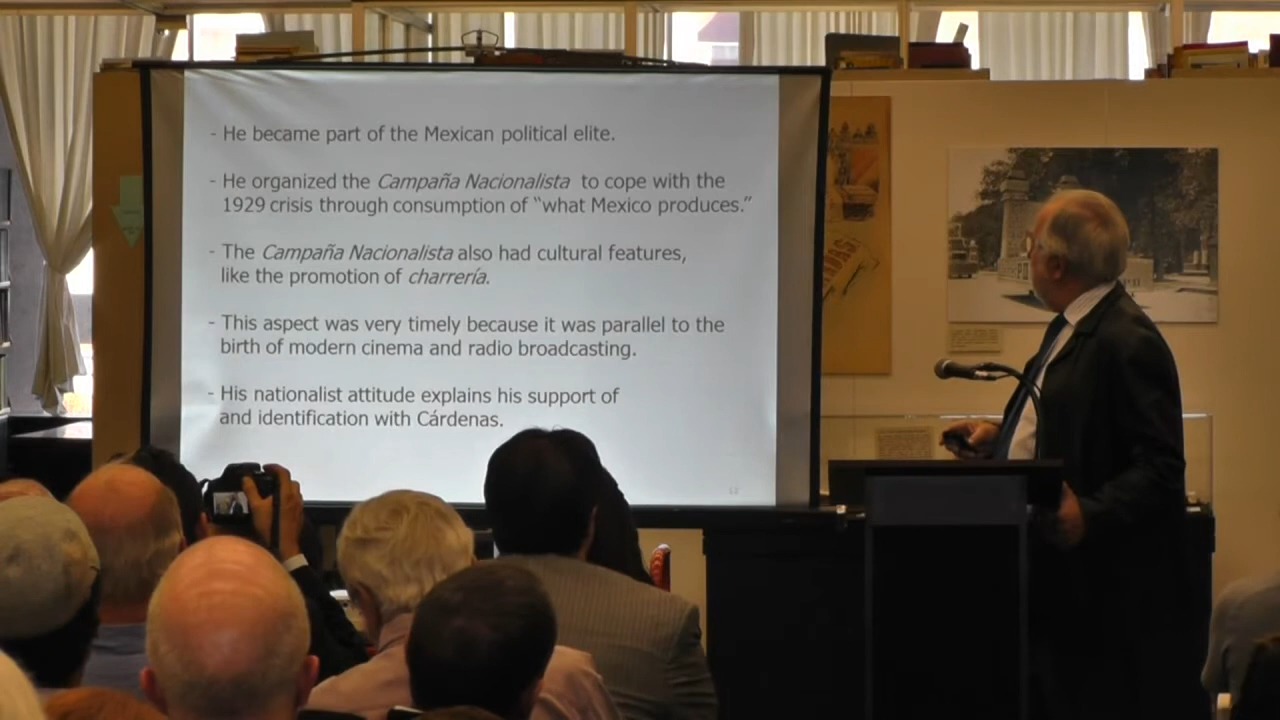 - He became part of the Mexican political elite.
- He organized the Campaña Nacionalista to cope with the
1929 crisis through consumption of “what Mexico produces.”
- The Campaña Nacionalista also had cultural features,
like the promotion of charrería.
- This aspect was very timely because it was parallel to the
birth of modern cinema and radio broadcasting.
- His nationalist attitude explains his support of
and identification with Cárdenas.